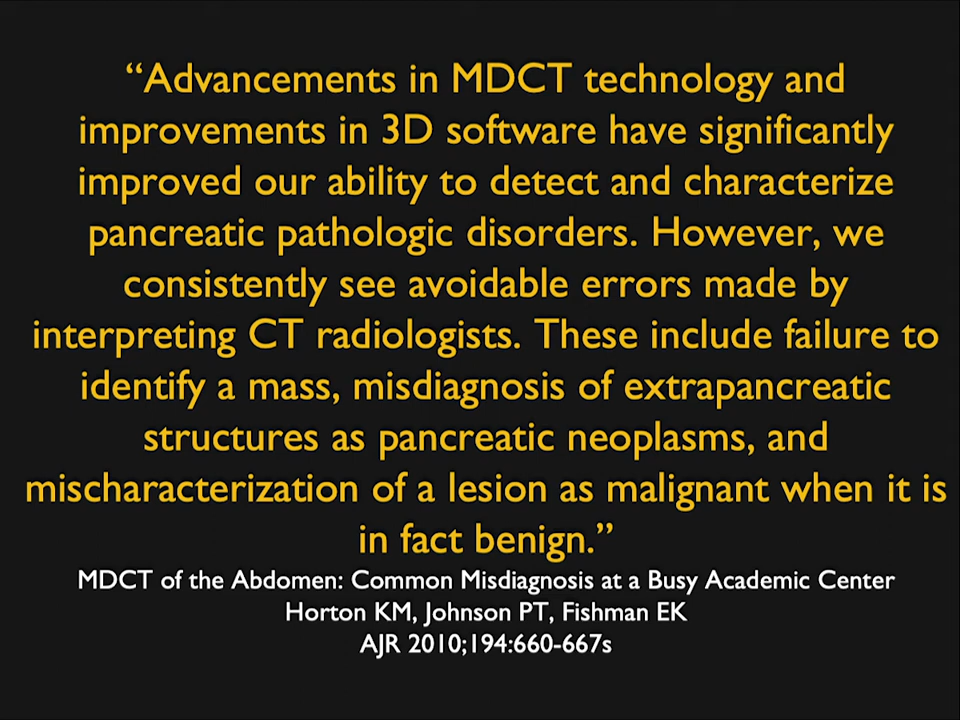 “Advancements in MDCT technology and
improvements in 3D software have significantly
improved our ability to detect and characterize
pancreatic pathologic disorders. However, we
consistently see avoidable errors made by
interpreting CT radiologists. These include failure to
identify a mass, misdiagnosis of extrapancreatic
structures as pancreatic neoplasms, and
mischaracterization of a lesion as malignant when it is
in fact benign.”
MDCT of the Abdomen: Common Misdiagnosis at a Busy Academic Center
Horton KM, Johnson PT, Fishman EK
AJR 2010;194:660-667s